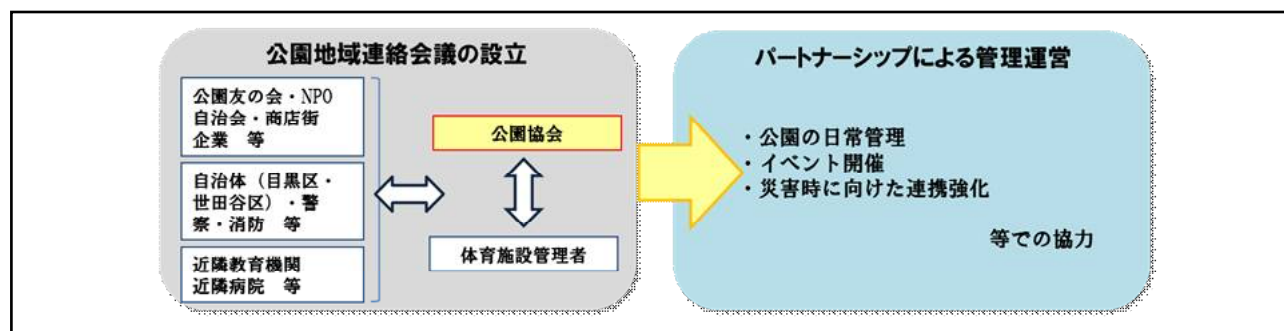 公園地域連絡会議の設立
公園友の会・NPO
自治会・商店街
企業 等
自治体(目黒区・
世田谷区)・警
察・消防 等
近隣教育機関
近隣病院 等
公園協会
体育施設管理者
パートナーシップによる管理運営
・公園の日常管理
・イベント開催
・災害時に向けた連携強化
等での協力